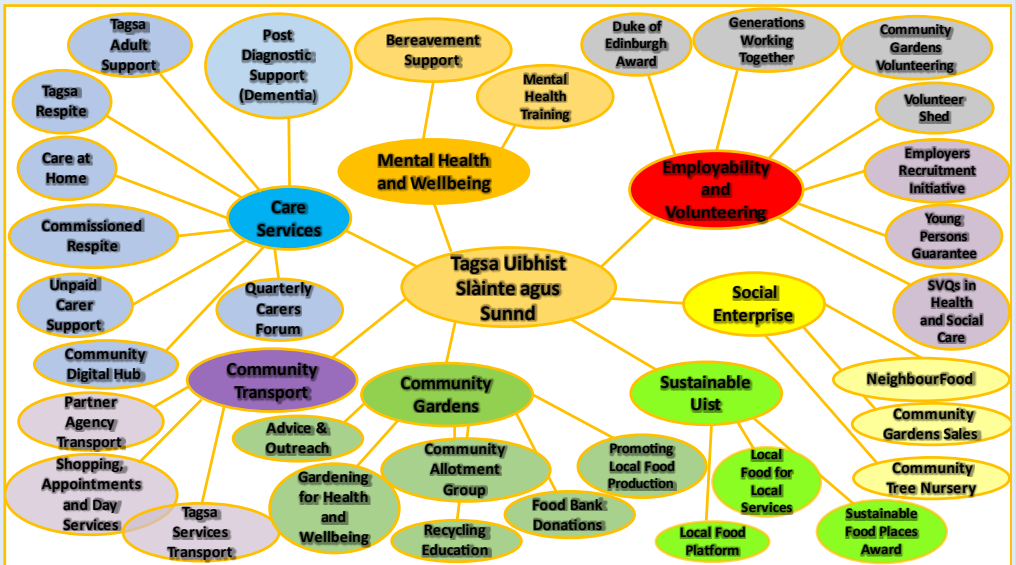 Tagsa
Adult
Support
Post
Diagnostic
Support
(Dementia)
Bereavement
Support
Mental
Health
Training
Duke of
Edinburgh
Award
Generations
Working
Together
Community
Gardens
Volunteering
Tagsa
Respite
Volunteer
Shed
Care at
Home
Mental Health
and Wellbeing
Employability
and
Volunteering
Employers
Recruitment
Initiative
Commissioned
Respite
Care
Services
Young
Persons
Guarantee
Unpaid
Carer
Support
Quarterly
Carers
Forum
Tagsa Uibhist
Slàinte agus
Sunnd
Social
Enterprise
SVQs in
Health
and Social
Care
Community
Digital Hub
Community
Transport
Community
Gardens
Sustainable
Uist
NeighbourFood
Partner
Agency
Transport
Advice &
Outreach
Community
Gardens Sales
Shopping,
Appointments
and Day
Services
Gardening
for Health
and
Wellbeing
Community
Allotment
Group
Promoting
Local Food
Production
Local
Food for
Local
Services
Community
Tree Nursery
Tagsa
Services
Transport
Recycling
Education
Food Bank
Donations
Local Food
Platform
Sustainable
Food Places
Award